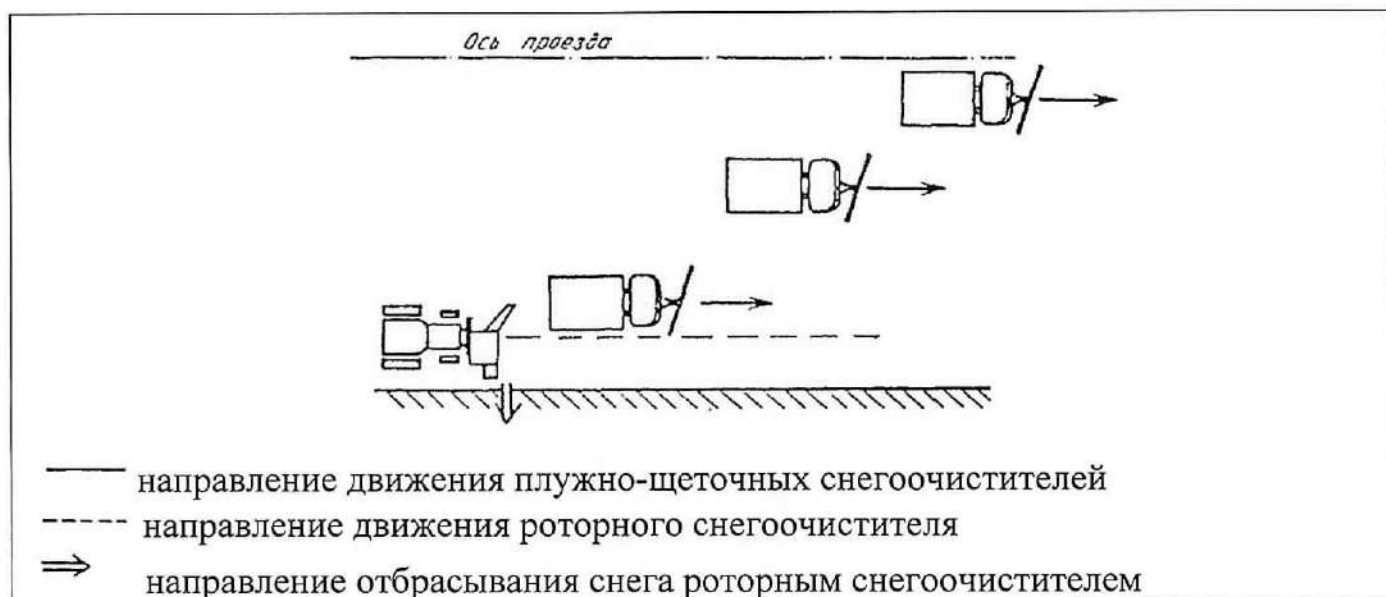 Ось проезда
направление движения плужно-щеточных снегоочистителей
направление движения роторного снегоочистителя
направление отбрасывания снега роторным снегоочистителем